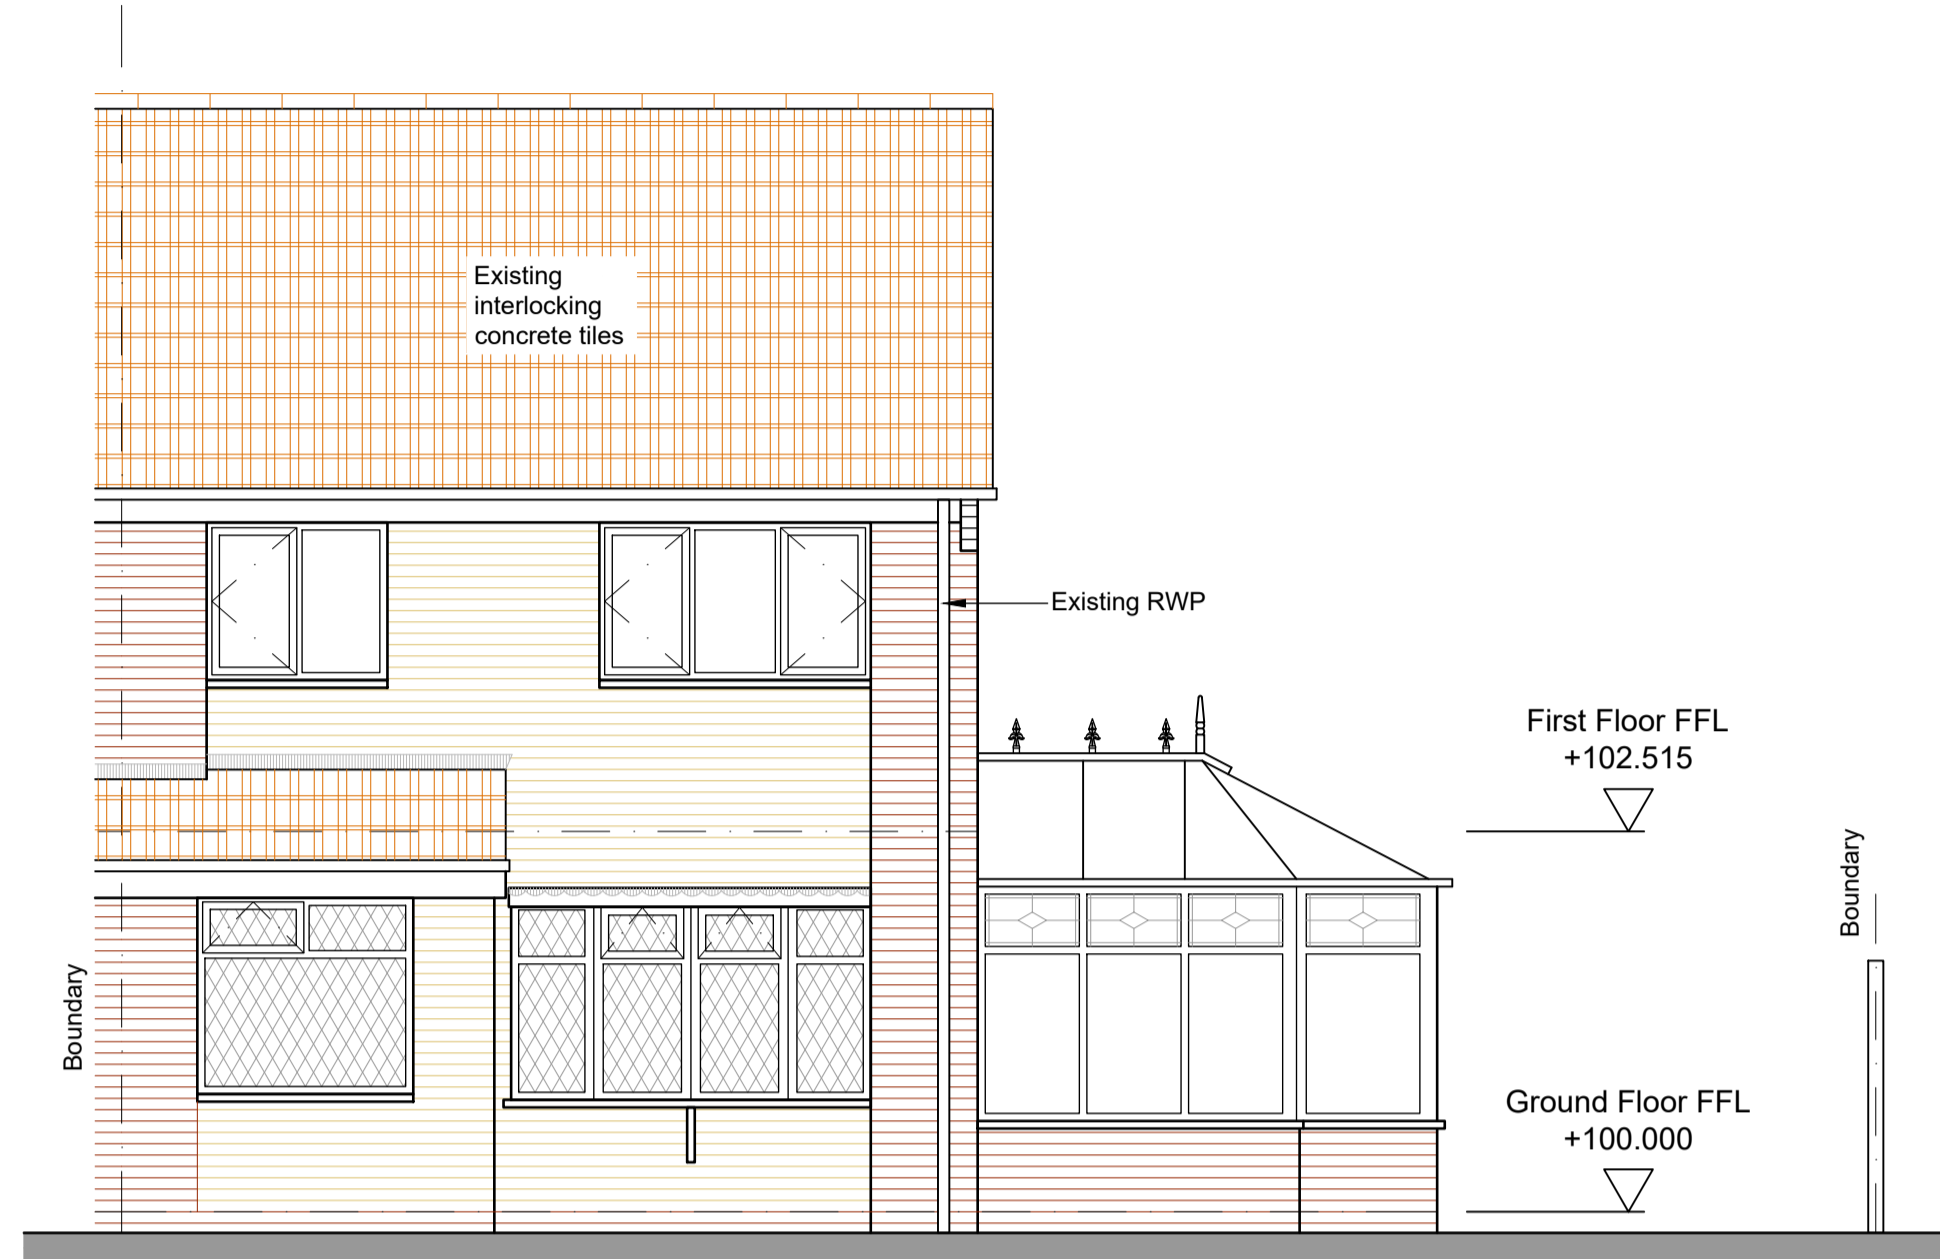 Existing
interlocking
concrete tiles
Existing RWP
First Floor FFL
+102.515
Boundary
Boundary
Ground Floor FFL
+100.000